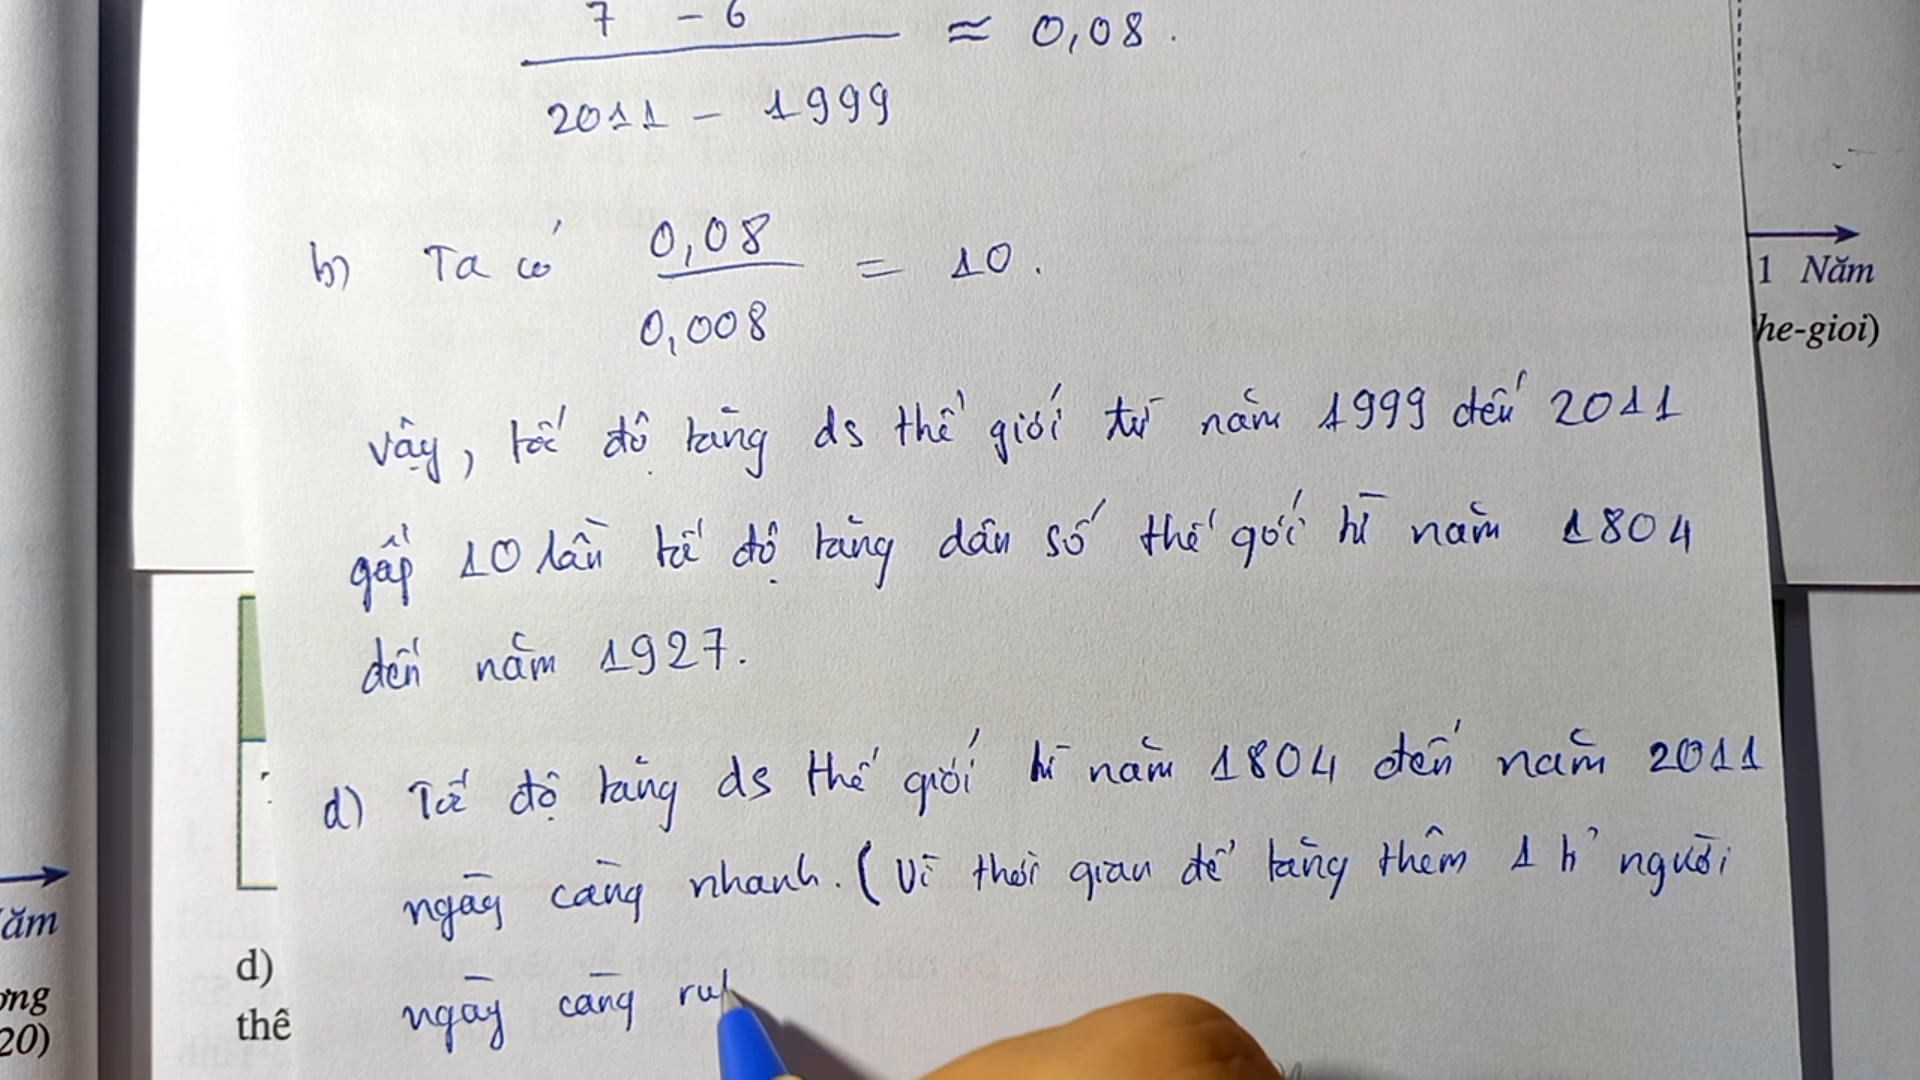 7 - 6
≈ 0,08.
2011 - 1999
b) Ta có 0,08
= 10.
0,008
1 Năm
he-gioi)
vậy, tốc độ tăng ds thế giới từ năm 1999 đến 2011
gấp 10 lần tốc độ tăng dân số thế giới từ năm 1804
đến năm 1927.
d) Tốc độ tăng ds thế giới từ năm 1804 đến năm 2011
ngày càng nhanh. (Vì thời gian để tăng thêm 1 tỉ người
ngày càng
ăm
d)
ơng
thê
20)